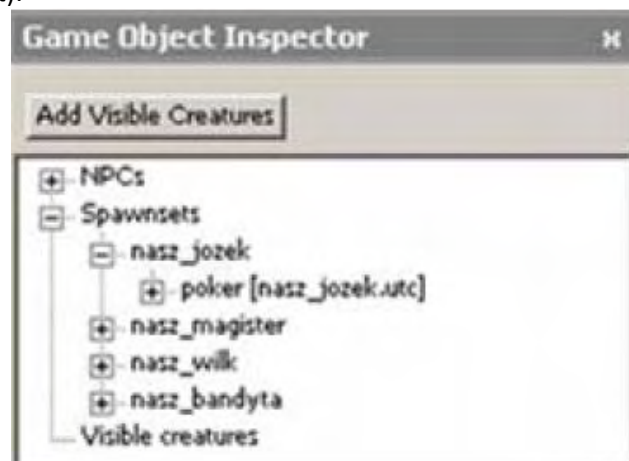 Game Object Inspector
Add Visible Creatures
NPCs
Spawnsets
nasz_jozek
poker [nasz_jozek.utc]
nasz_magister
nasz_wilk
nasz_bandyta
Visible creatures